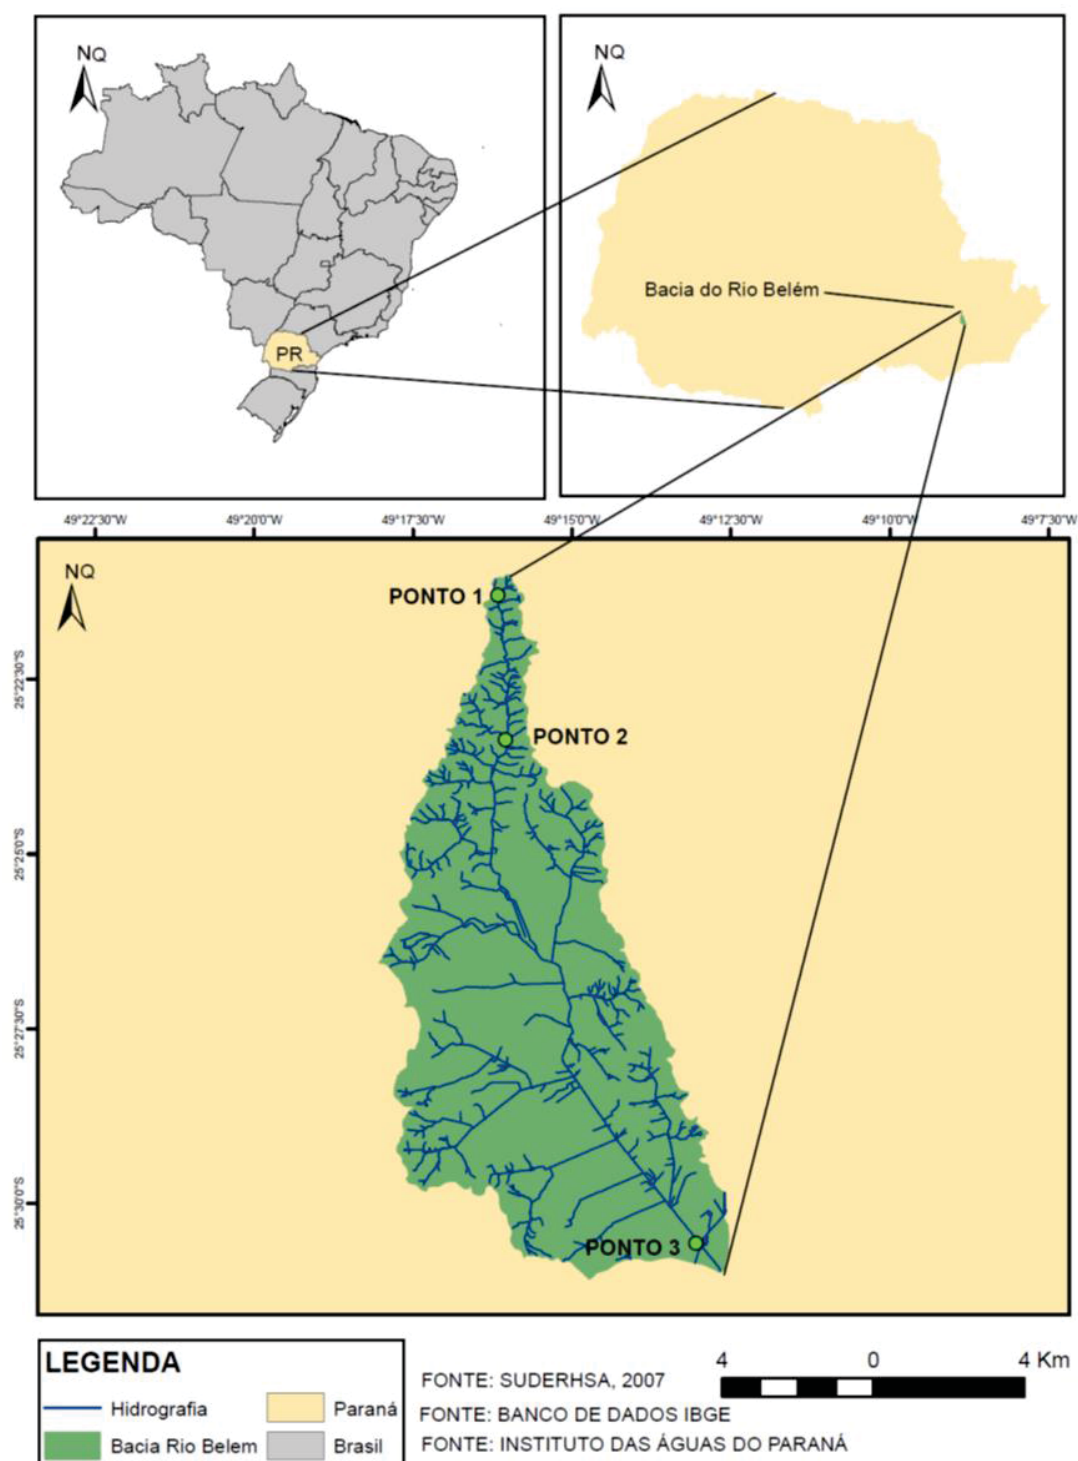 NQ
PR
NQ
Bacia do Rio Belém
49°22'30"W 49°20'0"W 49°17'30"W 49°15'0"W 49°12'30"W 49°10'0"W 49°7'30"W
NQ
PONTO 1
25°22'30"S
PONTO 2
25°25'0"S
25°27'30"S
25°30'0"S
PONTO 3
LEGENDA
Hidrografia
Paraná
Bacia Rio Belem
Brasil
FONTE: SUDERHSA, 2007
FONTE: BANCO DE DADOS IBGE
FONTE: INSTITUTO DAS ÁGUAS DO PARANÁ
4 0 4 Km